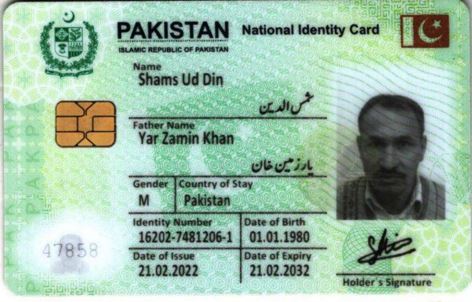 PAKISTAN National Identity Card
ISLAMIC REPUBLIC OF PAKISTAN
Name
Shams Ud Din
شمس الدین
Father Name
Yar Zamin Khan
یار زمین خان
Gender Country of Stay
M Pakistan
Identity Number Date of Birth
16202-7481206-1 01.01.1980
47858
Date of Issue Date of Expiry
21.02.2022 21.02.2032
Holder's Signature